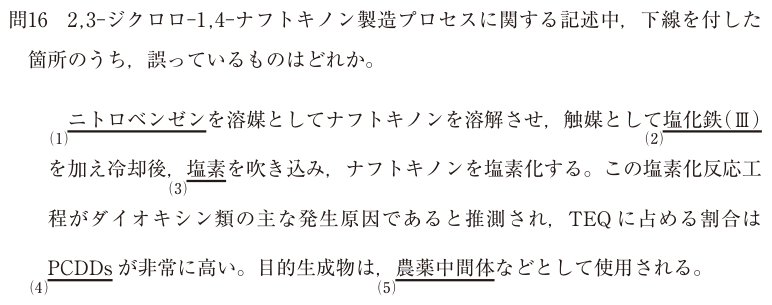 問16　2,3-ジクロロ-1,4-ナフトキノン製造プロセスに関する記述中，下線を付した
箇所のうち，誤っているものはどれか。
(1)ニトロベンゼンを溶媒としてナフトキノンを溶解させ，触媒として(2)塩化鉄(Ⅲ)
を加え冷却後，(3)塩素を吹き込み，ナフトキノンを塩素化する。この塩素化反応工
程がダイオキシン類の主な発生原因であると推測され，TEQに占める割合は
(4)PCDDsが非常に高い。目的生成物は，(5)農薬中間体などとして使用される。